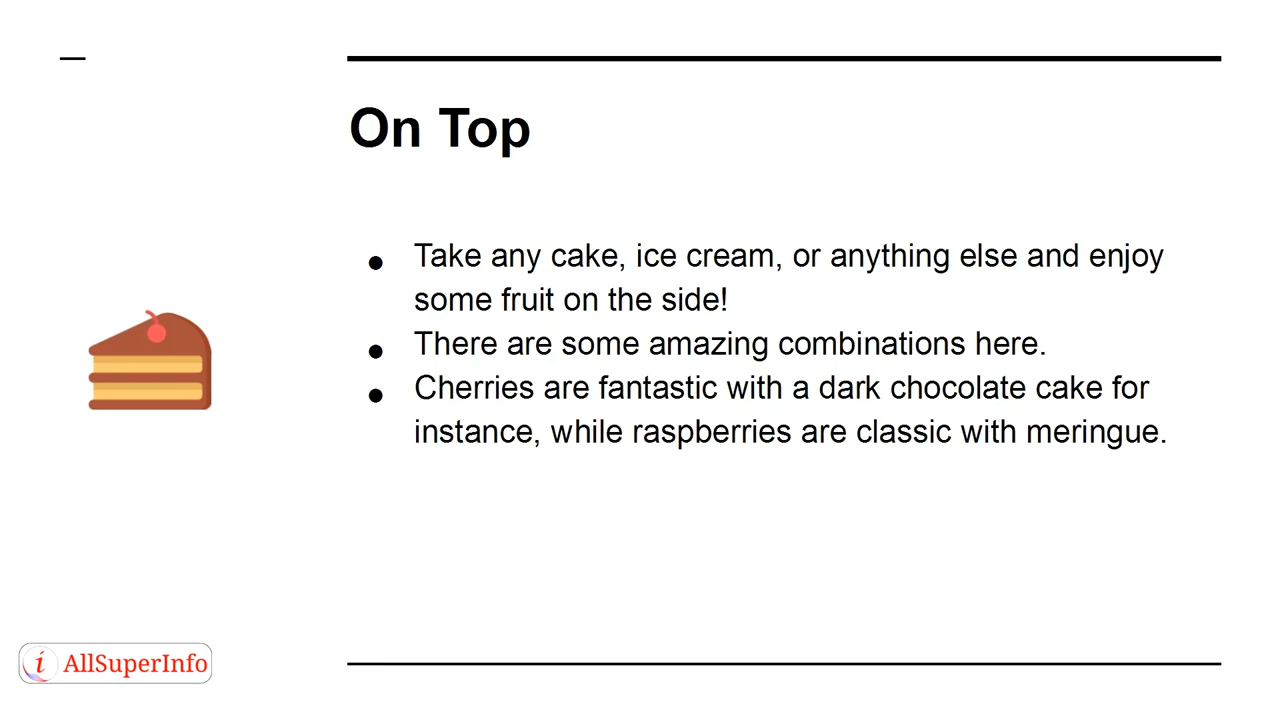 On Top
● Take any cake, ice cream, or anything else and enjoy
some fruit on the side!
● There are some amazing combinations here.
● Cherries are fantastic with a dark chocolate cake for
instance, while raspberries are classic with meringue.
i AllSuperInfo